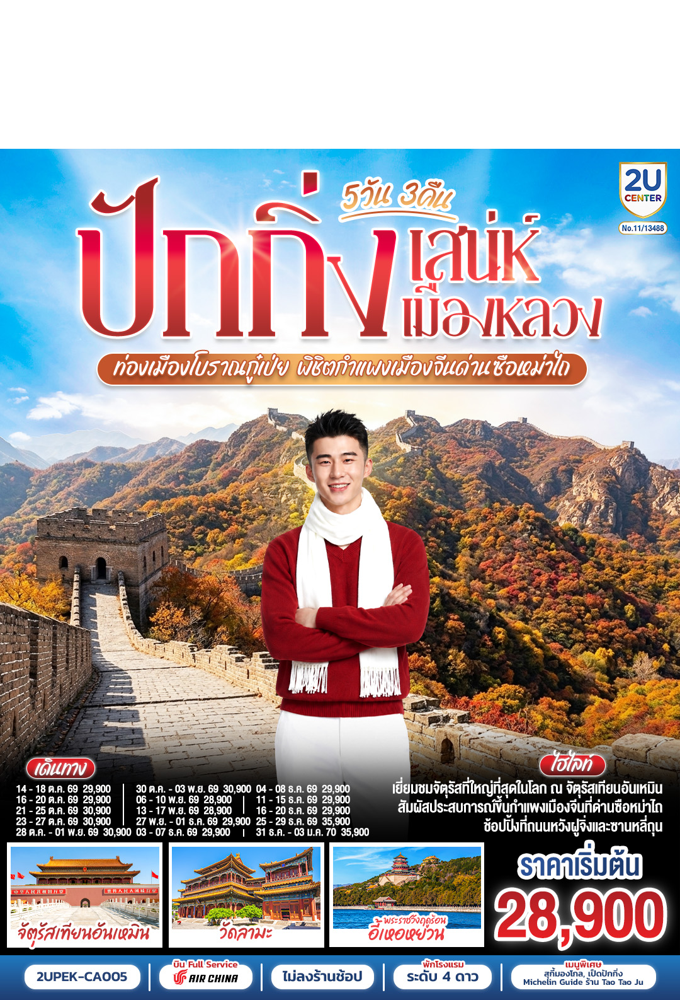 5วัน 3คืน
ปักกิ่ง
เสน่ห์
เมืองหลวง
2U
CENTER
No.11/13488
ท่องเมืองโบราณกู๋เป่ย พิชิตกำแพงเมืองจีนด่านซือหม่าไถ
เดินทาง
14 - 18 ต.ค. 69 29,900
16 - 20 ต.ค. 69 29,900
21 - 25 ต.ค. 69 30,900
23 - 27 ต.ค. 69 30,900
28 ต.ค. - 01 พ.ย. 69 30,900
30 ต.ค. - 03 พ.ย. 69 30,900
06 - 10 พ.ย. 69 28,900
13 - 17 พ.ย. 69 28,900
27 พ.ย. - 01 ธ.ค. 69 29,900
03 - 07 ธ.ค. 69 29,900
04 - 08 ธ.ค. 69 29,900
11 - 15 ธ.ค. 69 29,900
16 - 20 ธ.ค. 69 29,900
25 - 29 ธ.ค. 69 35,900
31 ธ.ค. - 03 ม.ค. 70 35,900
ไฮไลท์
เยี่ยมชมจัตุรัสที่ใหญ่ที่สุดในโลก ณ จัตุรัสเทียนอันเหมิน
สัมผัสประสบการณ์ขึ้นกำแพงเมืองจีนที่ด่านซือหม่าไถ
ช้อปปิ้งที่ถนนหวังฝูจิ่งและซานหลี่ถุน
中华人民共和国万岁
世界人民大团结万岁
จัตุรัสเทียนอันเหมิน
วัดลามะ
พระราชวังฤดูร้อน
อี้เหอหยวน
ราคาเริ่มต้น
28,900
2UPEK-CA005
บิน Full Service
AIR CHINA
ไม่ลงร้านช้อป
พักโรงแรม
ระดับ 4 ดาว
เมนูพิเศษ
สุกี้มองโกล, เป็ดปักกิ่ง
Michelin Guide ร้าน Tao Tao Ju